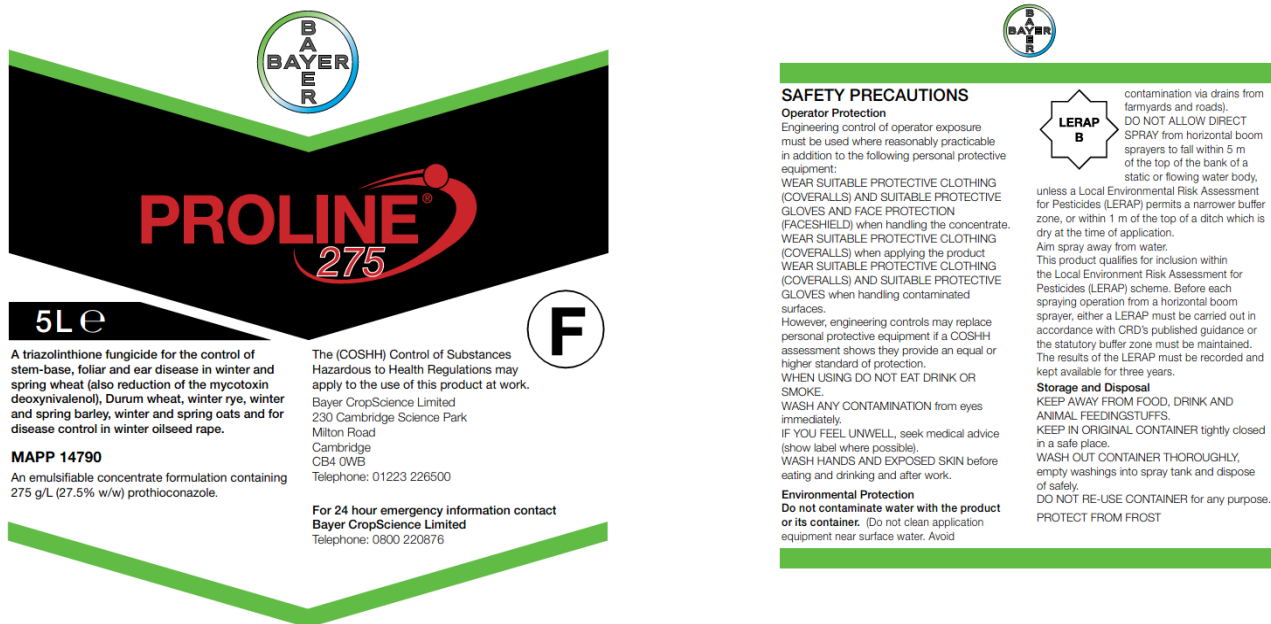 BAYER
BAYER
PROLINE®
275
5L e
F
A triazolinthione fungicide for the control of
stem-base, foliar and ear disease in winter and
spring wheat (also reduction of the mycotoxin
deoxynivalenol), Durum wheat, winter rye, winter
and spring barley, winter and spring oats and for
disease control in winter oilseed rape.
MAPP 14790
An emulsifiable concentrate formulation containing
275 g/L (27.5% w/w) prothioconazole.
The (COSHH) Control of Substances
Hazardous to Health Regulations may
apply to the use of this product at work.
Bayer CropScience Limited
230 Cambridge Science Park
Milton Road
Cambridge
CB4 0WB
Telephone: 01223 226500
For 24 hour emergency information contact
Bayer CropScience Limited
Telephone: 0800 220876
BAYER
BAYER
SAFETY PRECAUTIONS
Operator Protection
Engineering control of operator exposure
must be used where reasonably practicable
in addition to the following personal protective
equipment:
WEAR SUITABLE PROTECTIVE CLOTHING
(COVERALLS) AND SUITABLE PROTECTIVE
GLOVES AND FACE PROTECTION
(FACESHIELD) when handling the concentrate.
WEAR SUITABLE PROTECTIVE CLOTHING
(COVERALLS) when applying the product
WEAR SUITABLE PROTECTIVE CLOTHING
(COVERALLS) AND SUITABLE PROTECTIVE
GLOVES when handling contaminated
surfaces.
However, engineering controls may replace
personal protective equipment if a COSHH
assessment shows they provide an equal or
higher standard of protection.
WHEN USING DO NOT EAT DRINK OR
SMOKE.
WASH ANY CONTAMINATION from eyes
immediately.
IF YOU FEEL UNWELL, seek medical advice
(show label where possible).
WASH HANDS AND EXPOSED SKIN before
eating and drinking and after work.
Environmental Protection
Do not contaminate water with the product
or its container. (Do not clean application
equipment near surface water. Avoid
LERAP
B
contamination via drains from
farmyards and roads).
DO NOT ALLOW DIRECT
SPRAY from horizontal boom
sprayers to fall within 5 m
of the top of the bank of a
static or flowing water body,
unless a Local Environmental Risk Assessment
for Pesticides (LERAP) permits a narrower buffer
zone, or within 1 m of the top of a ditch which is
dry at the time of application.
Aim spray away from water.
This product qualifies for inclusion within
the Local Environment Risk Assessment for
Pesticides (LERAP) scheme. Before each
spraying operation from a horizontal boom
sprayer, either a LERAP must be carried out in
accordance with CRD's published guidance or
the statutory buffer zone must be maintained.
The results of the LERAP must be recorded and
kept available for three years.
Storage and Disposal
KEEP AWAY FROM FOOD, DRINK AND
ANIMAL FEEDINGSTUFFS.
KEEP IN ORIGINAL CONTAINER tightly closed
in a safe place.
WASH OUT CONTAINER THOROUGHLY,
empty washings into spray tank and dispose
of safely.
DO NOT RE-USE CONTAINER for any purpose.
PROTECT FROM FROST